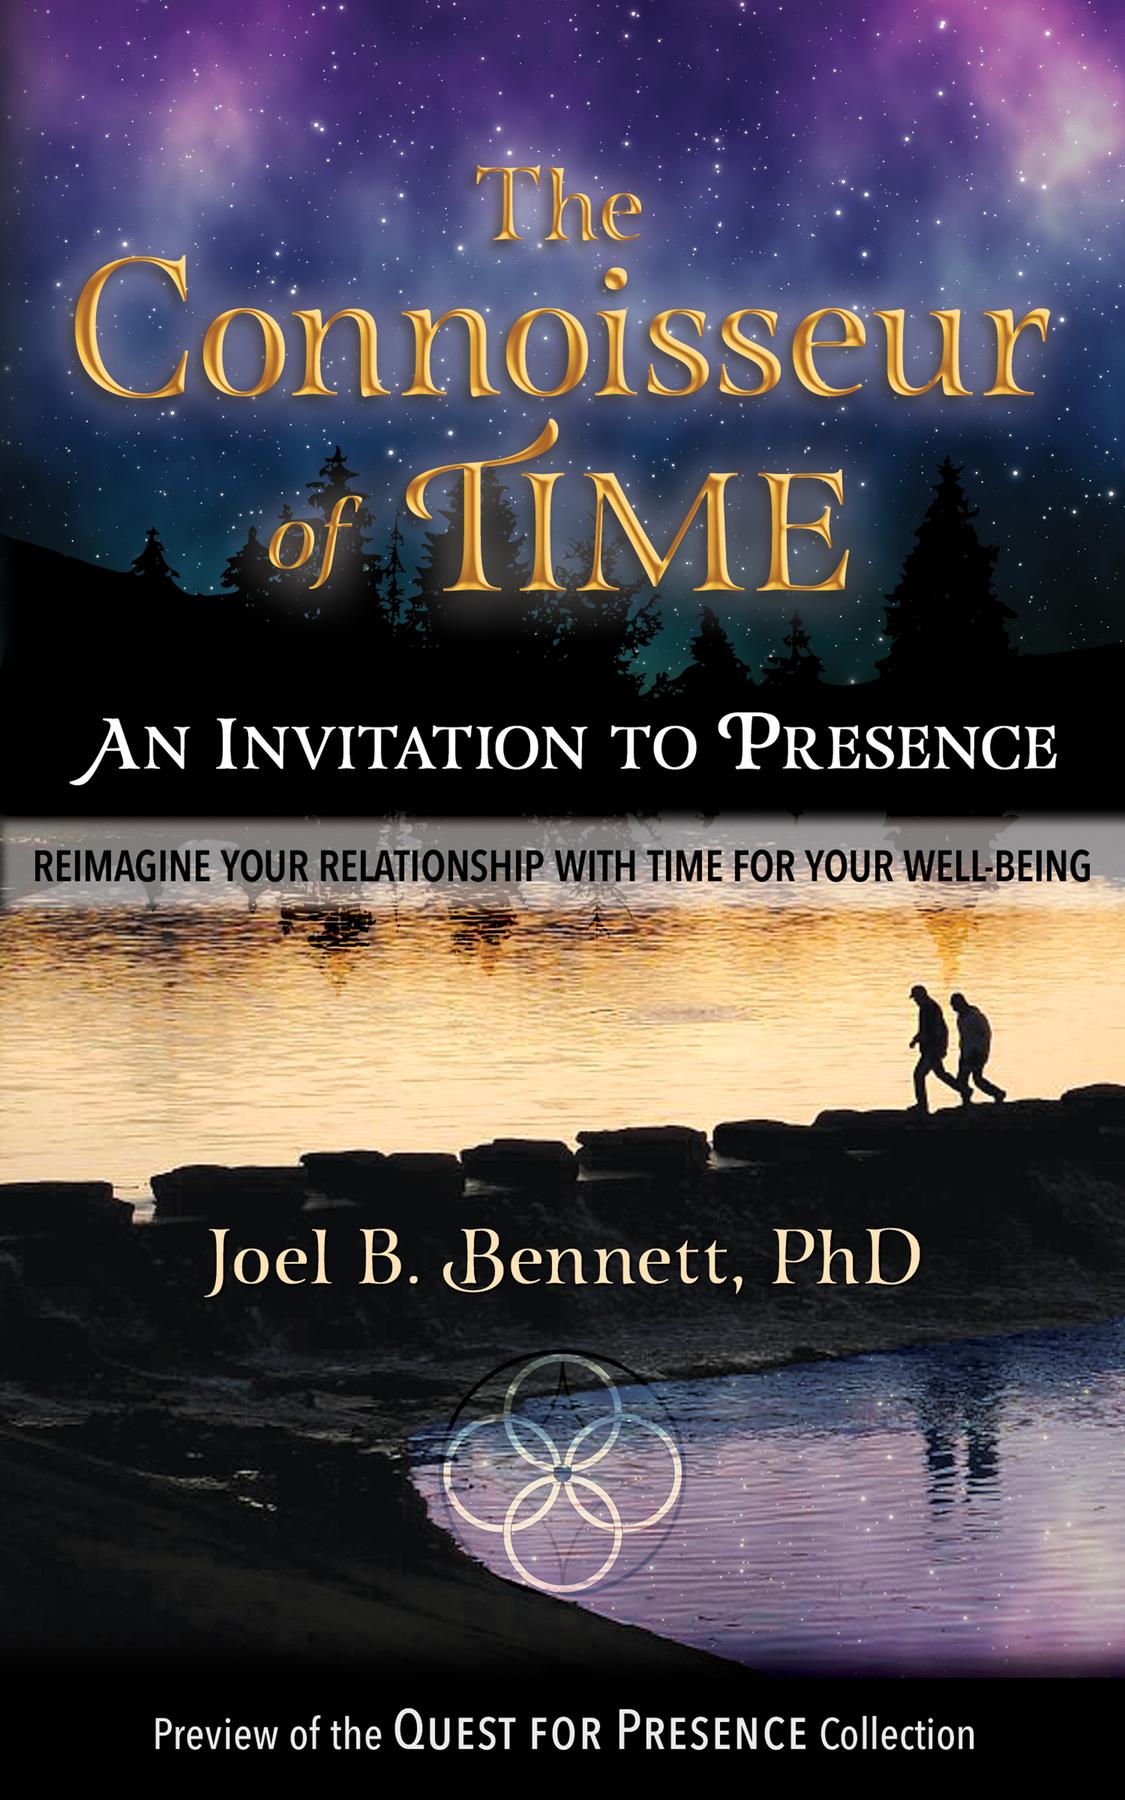 The
Connoisseur
of TIME
AN INVITATION TO PRESENCE
REIMAGINE YOUR RELATIONSHIP WITH TIME FOR YOUR WELL-BEING
Joel B. Bennett, PhD
Preview of the QUEST FOR PRESENCE Collection